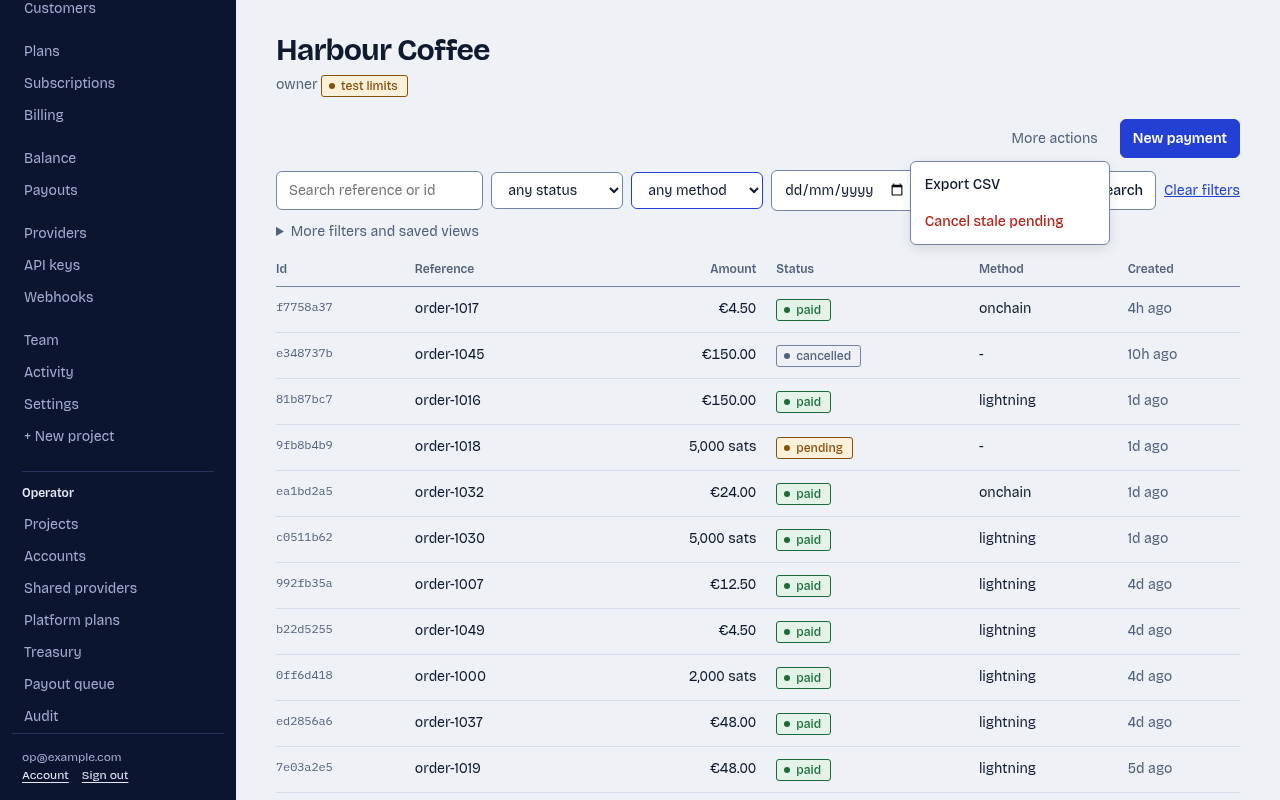 Customers
Plans
Subscriptions
Billing
Balance
Payouts
Providers
API keys
Webhooks
Team
Activity
Settings
+ New project
Operator
Projects
Accounts
Shared providers
Platform plans
Treasury
Payout queue
Audit
op@example.com
Account Sign out
Harbour Coffee
owner test limits
More actions New payment
Search reference or id any status any method dd/mm/yyyy Clear filters
Export CSV
Cancel stale pending
More filters and saved views
Id Reference Amount Status Method Created
f7758a37 order-1017 €4.50 paid onchain 4h ago
e348737b order-1045 €150.00 cancelled - 10h ago
81b87bc7 order-1016 €150.00 paid lightning 1d ago
9fb8b4b9 order-1018 5,000 sats pending - 1d ago
ea1bd2a5 order-1032 €24.00 paid onchain 1d ago
c0511b62 order-1030 5,000 sats paid lightning 1d ago
992fb35a order-1007 €12.50 paid lightning 4d ago
b22d5255 order-1049 €4.50 paid lightning 4d ago
0ff6d418 order-1000 2,000 sats paid lightning 4d ago
ed2856a6 order-1037 €48.00 paid lightning 4d ago
7e03a2e5 order-1019 €48.00 paid lightning 5d ago